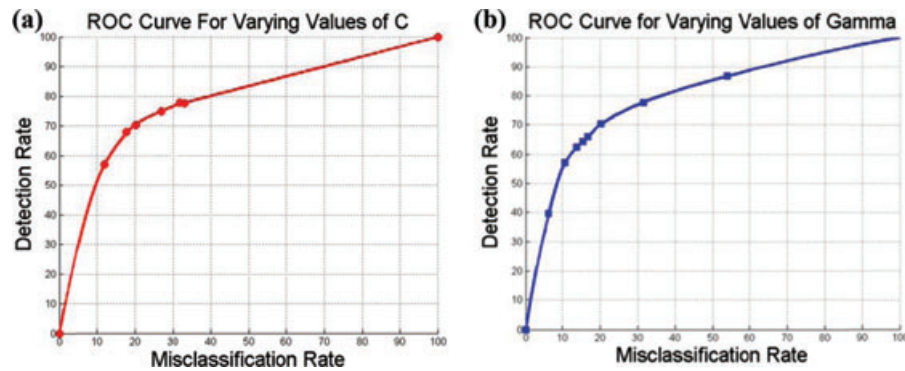 (a) ROC Curve For Varying Values of C
100
90
80
70
60
50
40
30
20
10
0
Detection Rate
0 10 20 30 40 50 60 70 80 90 100
Misclassification Rate
(b) ROC Curve for Varying Values of Gamma
100
90
80
70
60
50
40
30
20
10
0
Detection Rate
0 10 20 30 40 50 60 70 80 90 100
Misclassification Rate